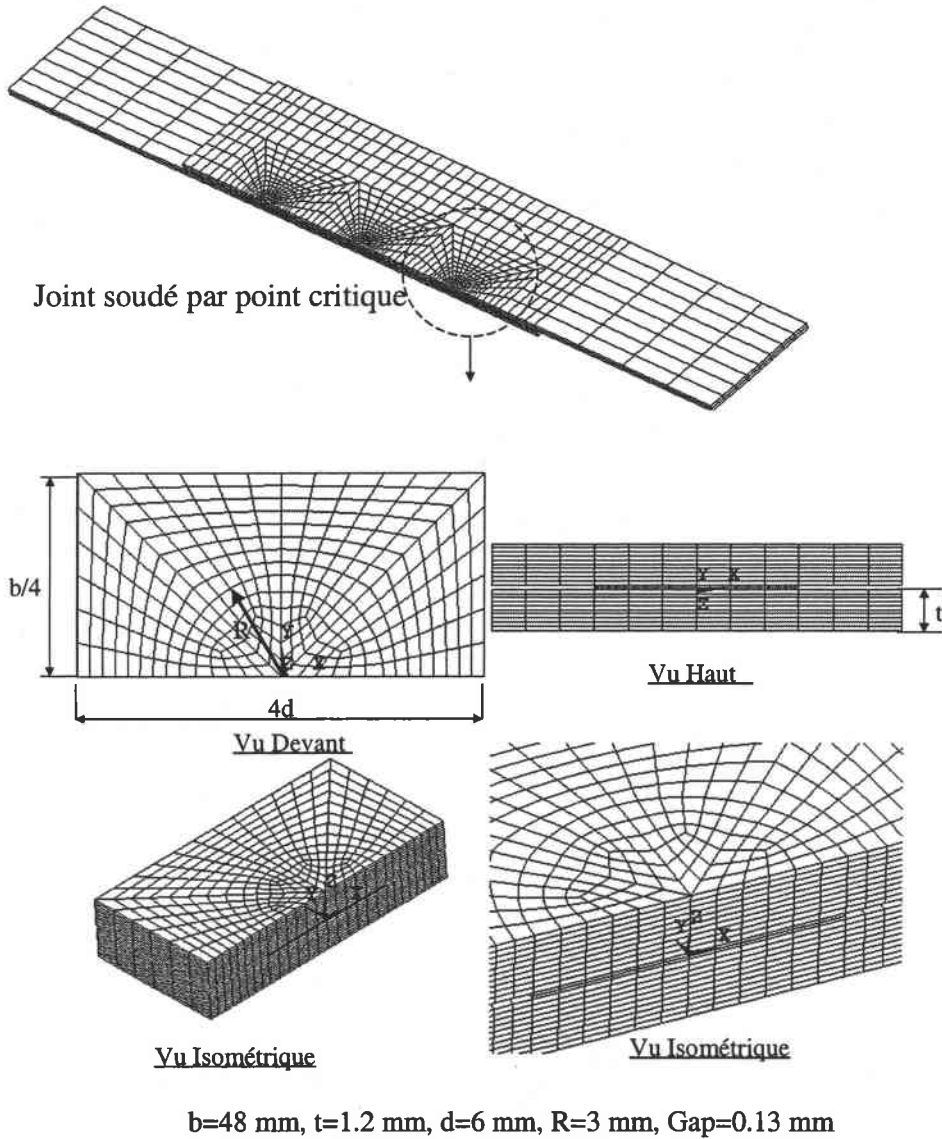 Joint soudé par point critique
b/4
R
Y
Z
X
4d
Vu Devant
Y
X
Z
t
Vu Haut
Y
Z
X
Vu Isométrique
Y
Z
X
Vu Isométrique
b=48 mm, t=1.2 mm, d=6 mm, R=3 mm, Gap=0.13 mm